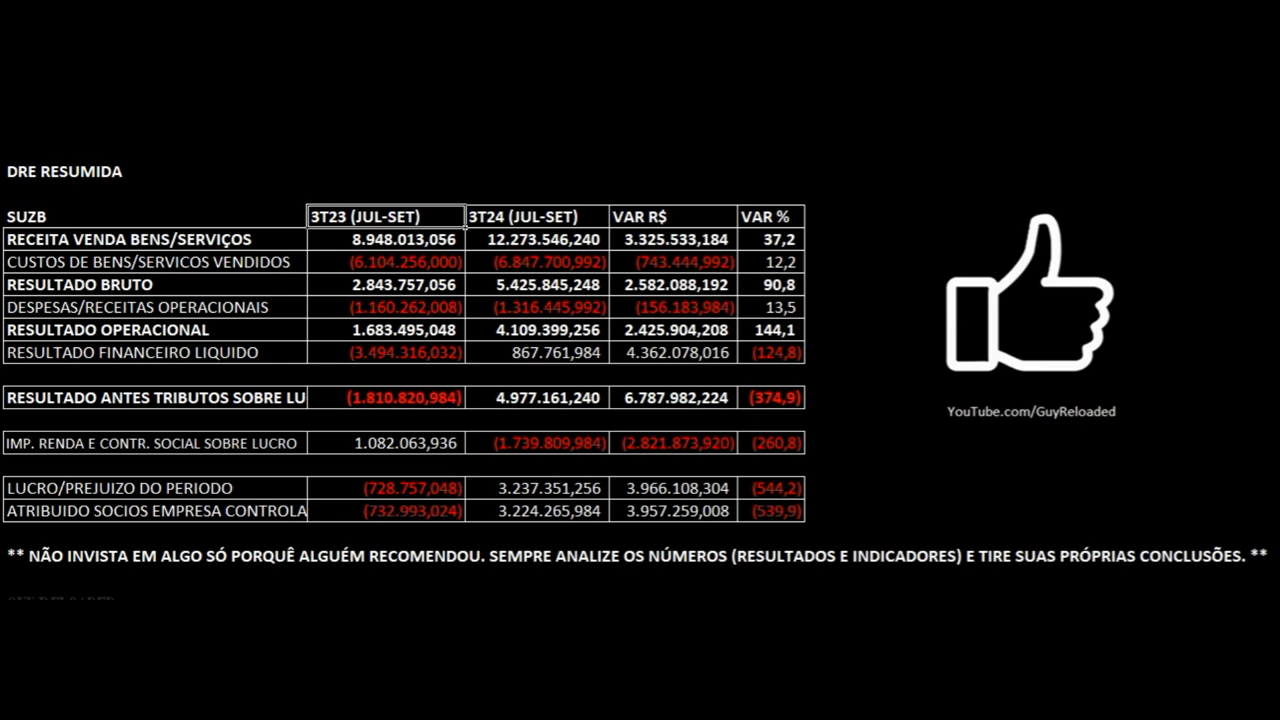 DRE RESUMIDA
SUZB 3T23 (JUL-SET) 3T24 (JUL-SET) VAR R$ VAR %
RECEITA VENDA BENS/SERVIÇOS 8.948.013,056 12.273.546,240 3.325.533,184 37,2
CUSTOS DE BENS/SERVICOS VENDIDOS (6.104.256,000) (6.847.700,992) (743.444,992) 12,2
RESULTADO BRUTO 2.843.757,056 5.425.845,248 2.582.088,192 90,8
DESPESAS/RECEITAS OPERACIONAIS (1.160.262,008) (1.316.445,992) (156.183,984) 13,5
RESULTADO OPERACIONAL 1.683.495,048 4.109.399,256 2.425.904,208 144,1
RESULTADO FINANCEIRO LIQUIDO (3.494.316,032) 867.761,984 4.362.078,016 (124,8)
RESULTADO ANTES TRIBUTOS SOBRE LU (1.810.820,984) 4.977.161,240 6.787.982,224 (374,9)
IMP. RENDA E CONTR. SOCIAL SOBRE LUCRO 1.082.063,936 (1.739.809,984) (2.821.873,920) (260,8)
LUCRO/PREJUIZO DO PERIODO (728.757,048) 3.237.351,256 3.966.108,304 (544,2)
ATRIBUIDO SOCIOS EMPRESA CONTROLA (732.993,024) 3.224.265,984 3.957.259,008 (539,9)
** NÃO INVISTA EM ALGO SÓ PORQUÊ ALGUÉM RECOMENDOU. SEMPRE ANALIZE OS NÚMEROS (RESULTADOS E INDICADORES) E TIRE SUAS PRÓPRIAS CONCLUSÕES. **
YouTube.com/GuyReloaded